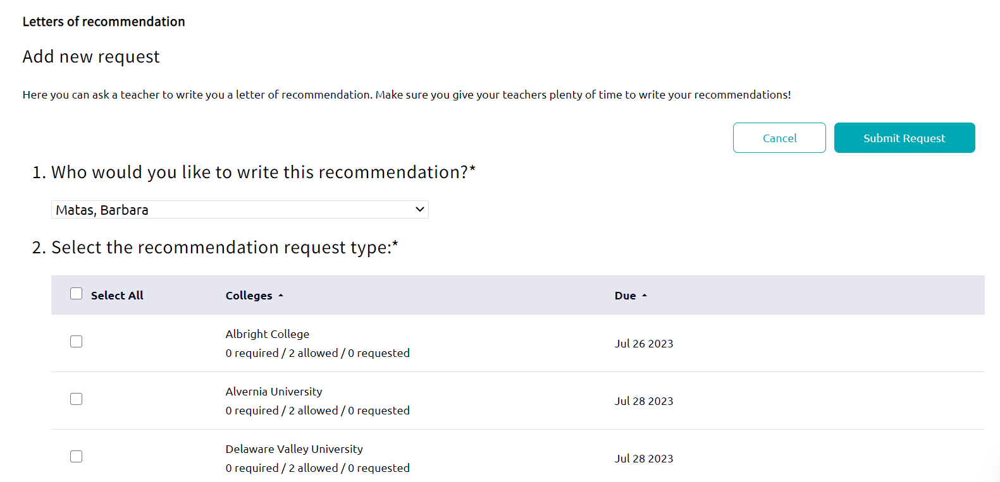 Letters of recommendation
Add new request
Here you can ask a teacher to write you a letter of recommendation. Make sure you give your teachers plenty of time to write your recommendations!
Cancel Submit Request
1. Who would you like to write this recommendation?*
Matas, Barbara
2. Select the recommendation request type:*
Select All Colleges Due
Albright College
0 required / 2 allowed / 0 requested
Jul 26 2023
Alvernia University
0 required / 2 allowed / 0 requested
Jul 28 2023
Delaware Valley University
0 required / 2 allowed / 0 requested
Jul 28 2023